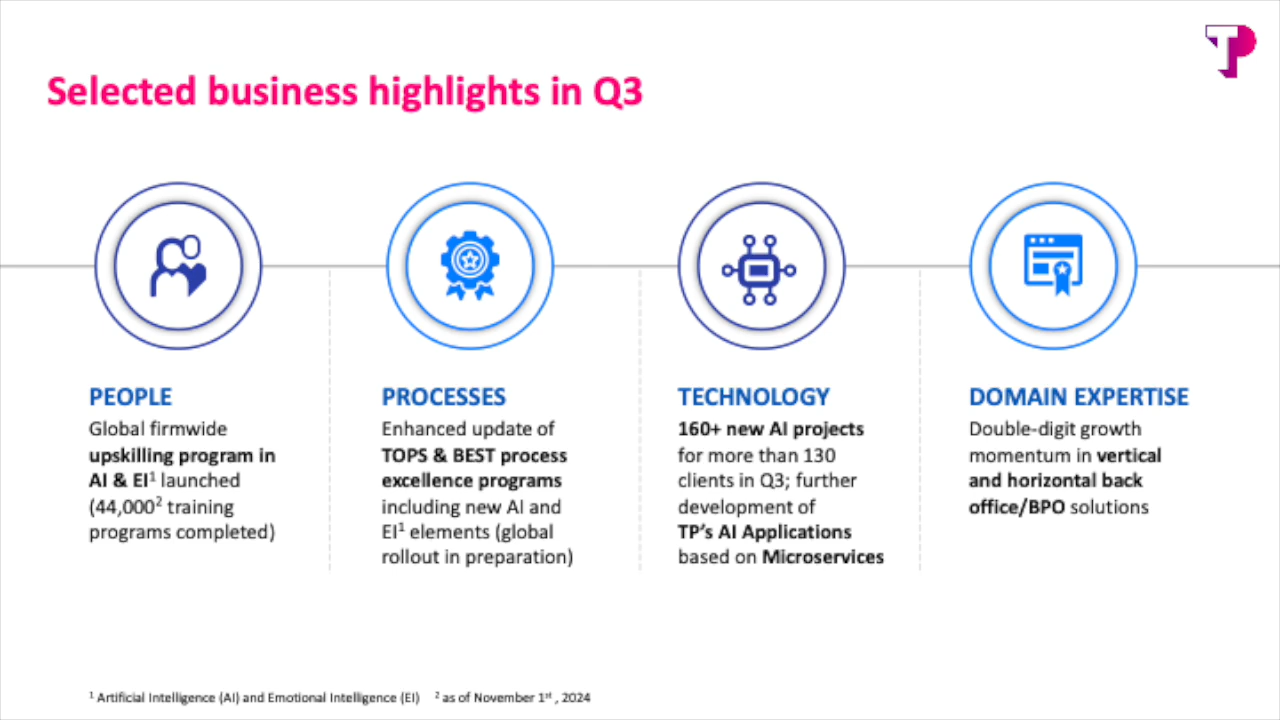 TP
Selected business highlights in Q3
PEOPLE
Global firmwide
upskilling program in
AI & EI¹ launched
(44,000² training
programs completed)
PROCESSES
Enhanced update of
TOPS & BEST process
excellence programs
including new AI and
EI¹ elements (global
rollout in preparation)
TECHNOLOGY
160+ new AI projects
for more than 130
clients in Q3; further
development of
TP's AI Applications
based on Microservices
DOMAIN EXPERTISE
Double-digit growth
momentum in vertical
and horizontal back
office/BPO solutions
¹ Artificial Intelligence (AI) and Emotional Intelligence (EI) ² as of November 1st , 2024